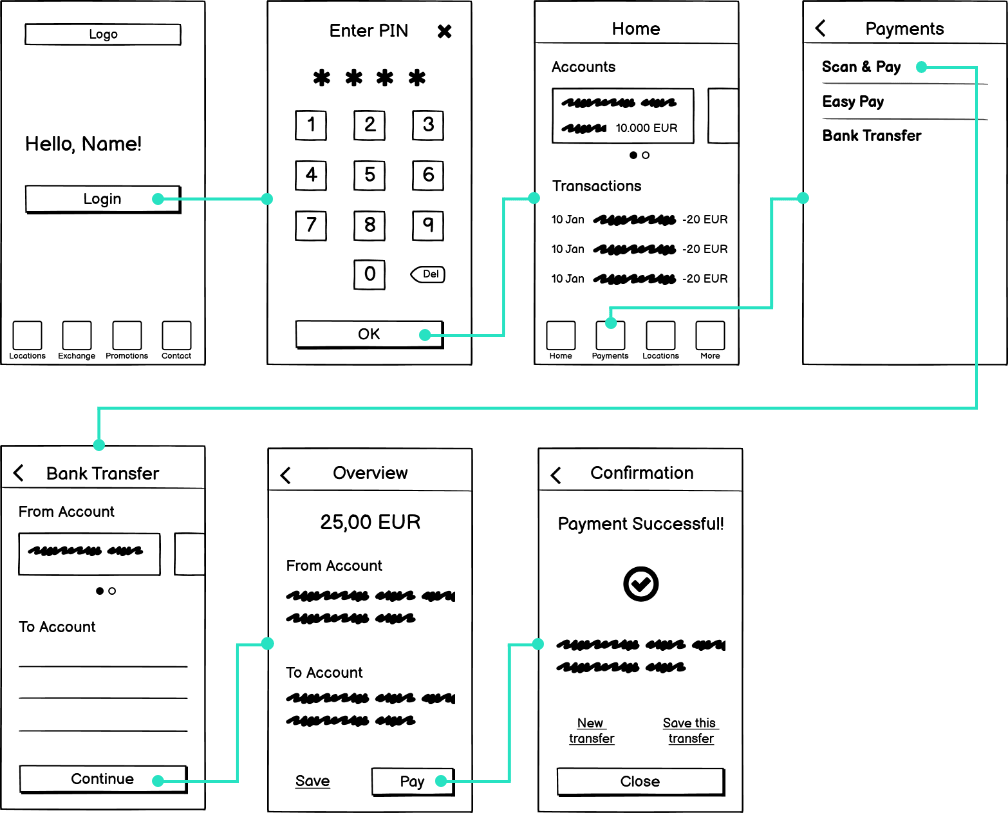 Logo
Hello, Name!
Login
Locations Exchange Promotions Contact
Enter PIN
* * * *
1 2 3
4 5 6
7 8 9
0 Del
OK
Home
Accounts
10.000 EUR
Transactions
10 Jan -20 EUR
10 Jan -20 EUR
10 Jan -20 EUR
Home Payments Locations More
Payments
Scan & Pay
Easy Pay
Bank Transfer
Bank Transfer
From Account
To Account
Continue
Overview
25,00 EUR
From Account
To Account
Save Pay
Confirmation
Payment Successful!
New
transfer
Save this
transfer
Close